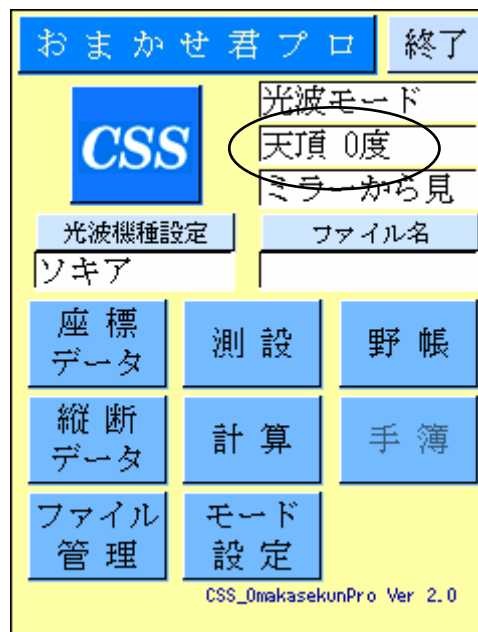 おまかせ君プロ 終了
CSS
光波モード
天頂 0度
ミラーから見
光波機種設定 ファイル名
ソキア
座標 データ
測設
野帳
縦断 データ
計算
手簿
ファイル 管理
モード 設定
CSS_OmakasekunPro Ver 2.0